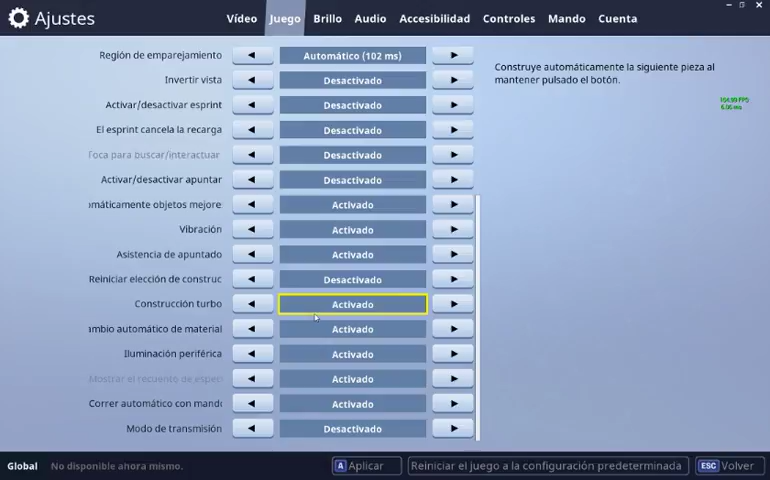 Ajustes
Vídeo Juego Brillo Audio Accesibilidad Controles Mando Cuenta
Región de emparejamiento Automático (102 ms)
Construye automáticamente la siguiente pieza al
mantener pulsado el botón.
Invertir vista Desactivado
Activar/desactivar esprint Desactivado
El esprint cancela la recarga Desactivado
Toca para buscar/interactuar Desactivado
Activar/desactivar apuntar Desactivado
omáticamente objetos mejore Activado
Vibración Activado
Asistencia de apuntado Activado
Reiniciar elección de construc Desactivado
Construcción turbo Activado
ambio automático de material Activado
Iluminación periférica Activado
Mostrar el recuento de espec Activado
Correr automático con mand Activado
Modo de transmisión Desactivado
Global No disponible ahora mismo. A Aplicar Reiniciar el juego a la configuración predeterminada ESC Volver